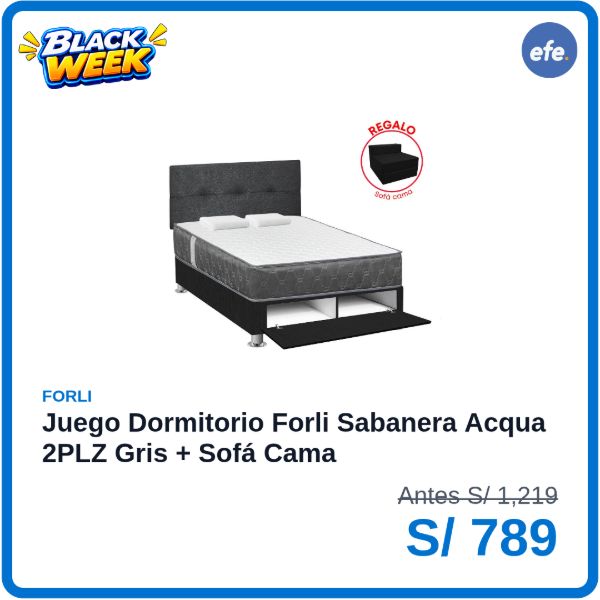 BLACK
WEEK
efe.
REGALO
Sofá cama
FORLI
Juego Dormitorio Forli Sabanera Acqua
2PLZ Gris + Sofá Cama
Antes S/ 1,219
S/ 789